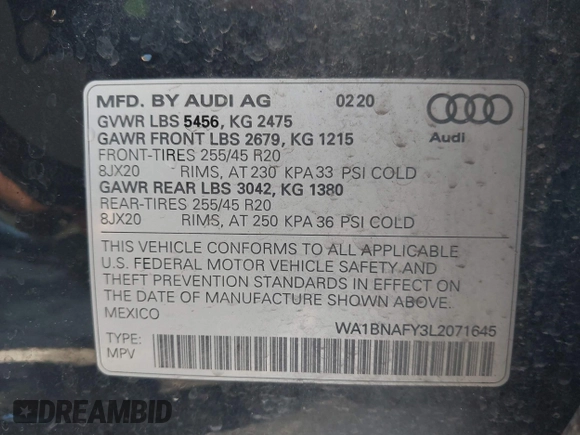 MFD. BY AUDI AG 02 20
GVWR LBS 5456, KG 2475
GAWR FRONT LBS 2679, KG 1215
FRONT-TIRES 255/45 R20
8JX20 RIMS, AT 230 KPA 33 PSI COLD
GAWR REAR LBS 3042, KG 1380
REAR-TIRES 255/45 R20
8JX20 RIMS, AT 250 KPA 36 PSI COLD
Audi
THIS VEHICLE CONFORMS TO ALL APPLICABLE
U.S. FEDERAL MOTOR VEHICLE SAFETY AND
THEFT PREVENTION STANDARDS IN EFFECT ON
THE DATE OF MANUFACTURE SHOWN ABOVE.
MEXICO
WA1BNAFY3L2071645
TYPE:
MPV
DREAMBID